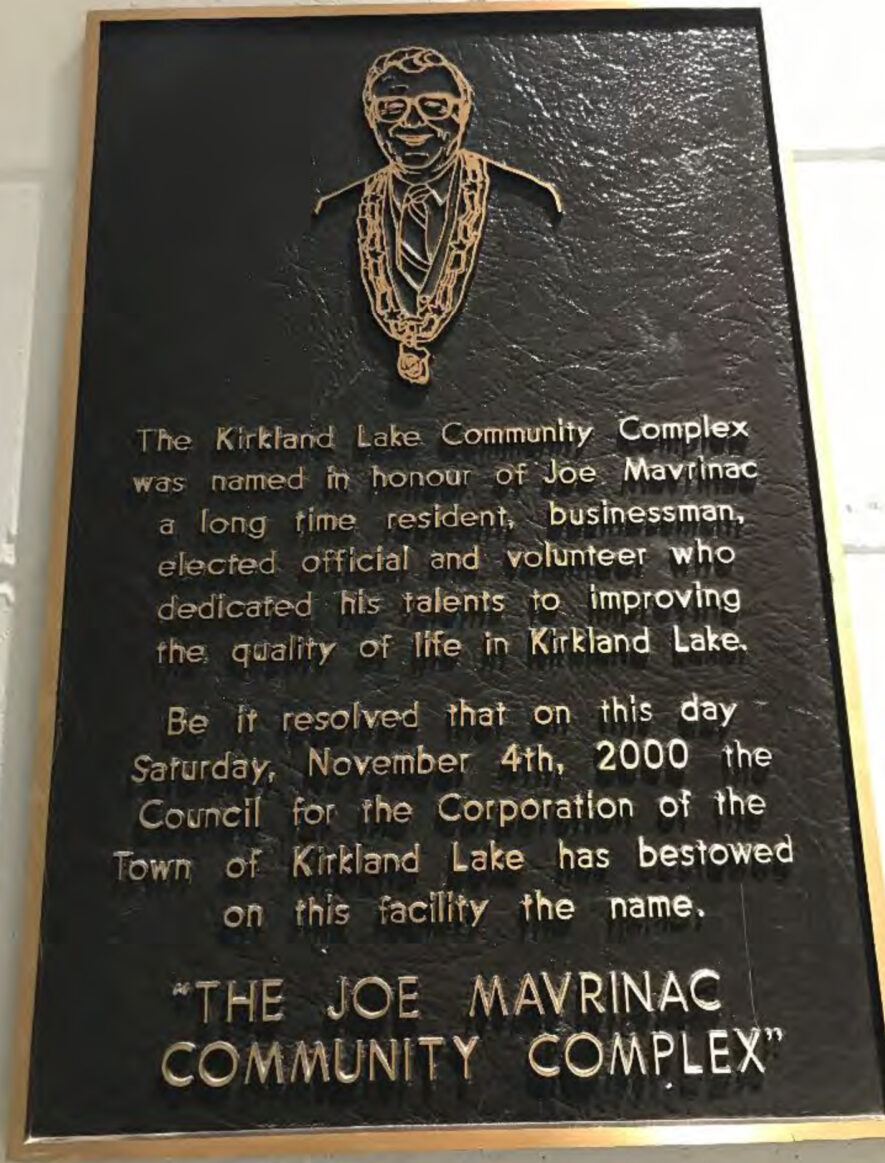 The Kirkland Lake Community Complex
was named in honour of Joe Mavrinac
a long time resident, businessman,
elected official and volunteer who
dedicated his talents to improving
the quality of life in Kirkland Lake.
Be it resolved that on this day
Saturday, November 4th, 2000 the
Council for the Corporation of the
Town of Kirkland Lake has bestowed
on this facility the name.
"THE JOE MAVRINAC
COMMUNITY COMPLEX"